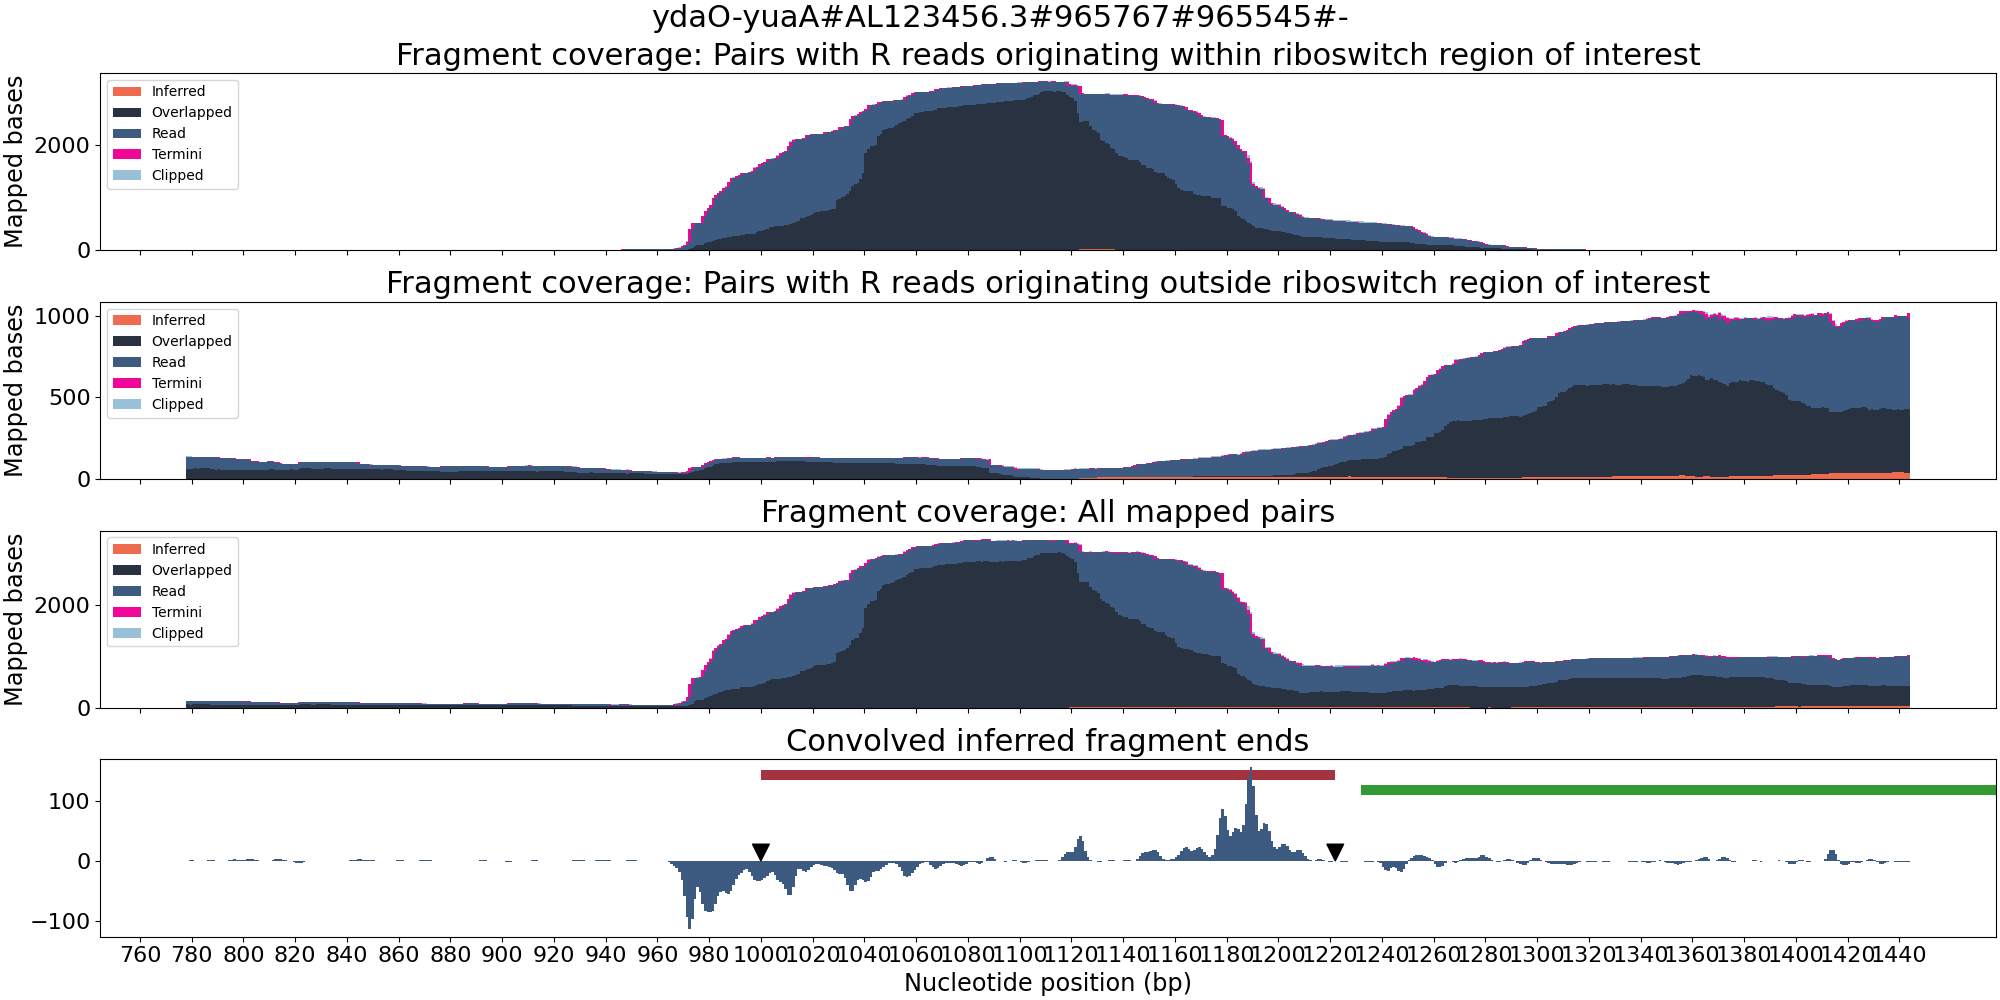 ydaO-yuaA#AL123456.3#965767#965545#-
Fragment coverage: Pairs with R reads originating within riboswitch region of interest
Mapped bases
2000
0
Inferred
Overlapped
Read
Termini
Clipped
Fragment coverage: Pairs with R reads originating outside riboswitch region of interest
Mapped bases
1000
500
0
Inferred
Overlapped
Read
Termini
Clipped
Fragment coverage: All mapped pairs
Mapped bases
2000
0
Inferred
Overlapped
Read
Termini
Clipped
Convolved inferred fragment ends
100
0
−100
760 780 800 820 840 860 880 900 920 940 960 980 1000 1020 1040 1060 1080 1100 1120 1140 1160 1180 1200 1220 1240 1260 1280 1300 1320 1340 1360 1380 1400 1420 1440
Nucleotide position (bp)